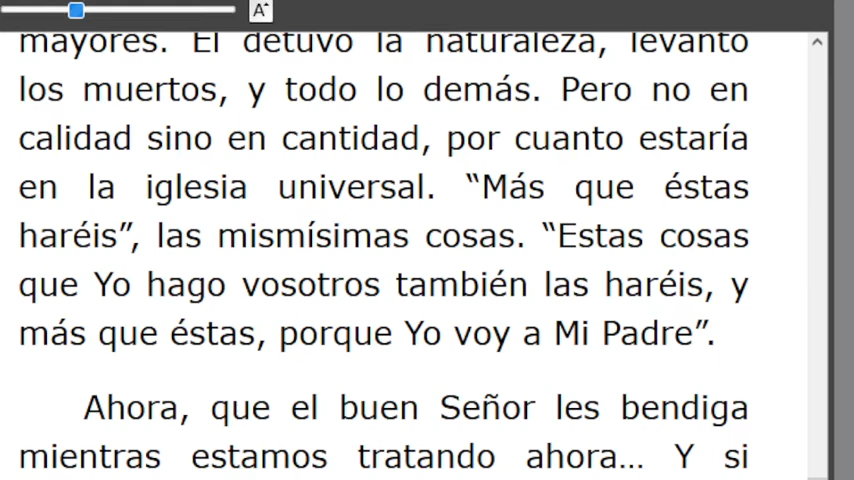 A
mayores. Él detuvo la naturaleza, levantó
los muertos, y todo lo demás. Pero no en
calidad sino en cantidad, por cuanto estaría
en la iglesia universal. “Más que éstas
haréis”, las mismísimas cosas. “Estas cosas
que Yo hago vosotros también las haréis, y
más que éstas, porque Yo voy a Mi Padre”.
Ahora, que el buen Señor les bendiga
mientras estamos tratando ahora… Y si